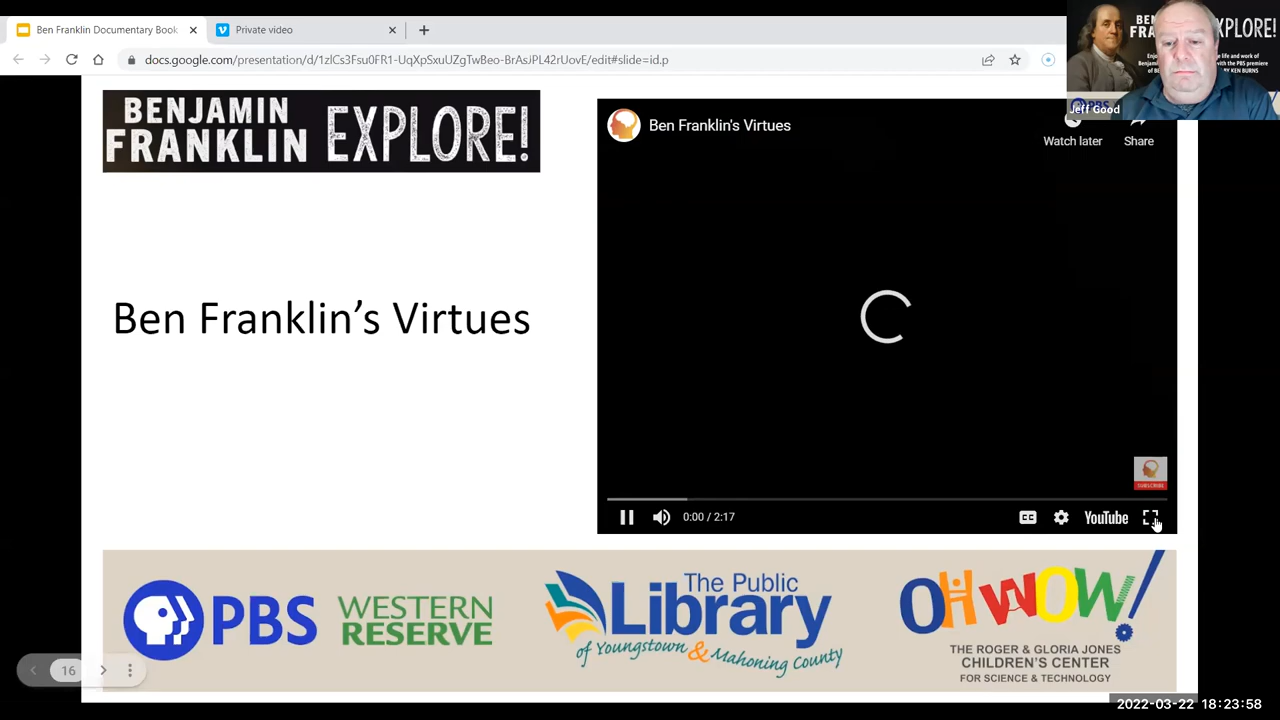 Ben Franklin Documentary Book
Private video
docs.google.com/presentation/d/1zlCs3Fsu0FR1-UqXpSxuUZgTwBeo-BrAsJPL42rUovE/edit#slide=id.p
EXPLORE!
Jeff Good
BENJAMIN
FRANKLIN EXPLORE!
Ben Franklin's Virtues
Watch later
Share
Ben Franklin’s Virtues
SUBSCRIBE
0:00 / 2:17
CC
YouTube
PBS
WESTERN
RESERVE
The Public
Library
of Youngstown & Mahoning County
OH WOW!
THE ROGER & GLORIA JONES
CHILDREN'S CENTER
FOR SCIENCE & TECHNOLOGY
16
2022-03-22 18:23:58